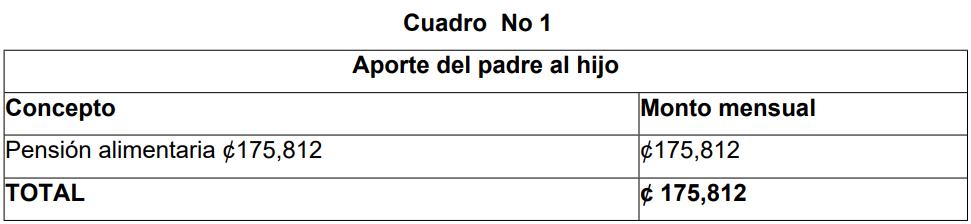 Cuadro No 1
Aporte del padre al hijo
Concepto Monto mensual
Pensión alimentaria ₡175,812 ₡175,812
TOTAL ₡ 175,812